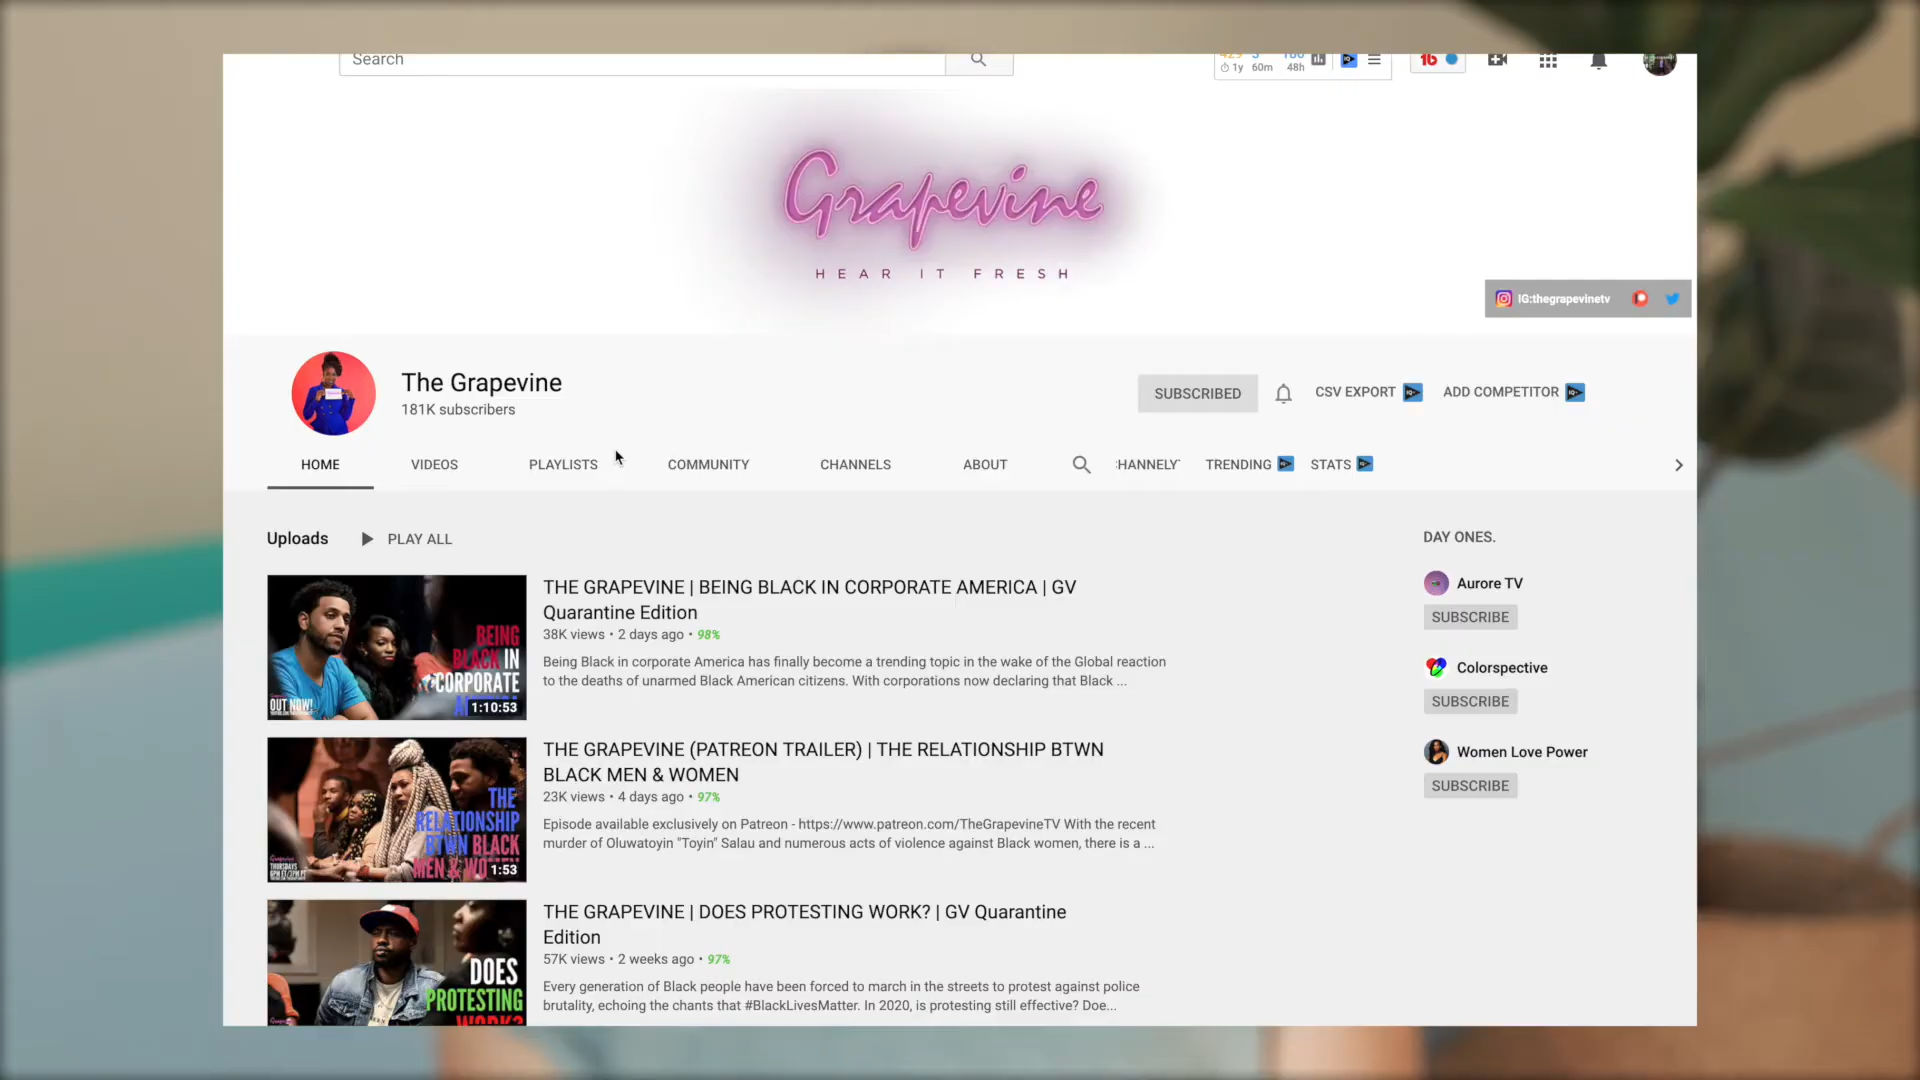 Search
1y 60m 48h
Grapevine
HEAR IT FRESH
IG:thegrapevinetv
The Grapevine
181K subscribers
SUBSCRIBED
CSV EXPORT
ADD COMPETITOR
HOME
VIDEOS
PLAYLISTS
COMMUNITY
CHANNELS
ABOUT
TRENDING
STATS
Uploads
PLAY ALL
THE GRAPEVINE | BEING BLACK IN CORPORATE AMERICA | GV
Quarantine Edition
38K views • 2 days ago • 98%
Being Black in corporate America has finally become a trending topic in the wake of the Global reaction
to the deaths of unarmed Black American citizens. With corporations now declaring that Black ...
BEING
BLACK IN
CORPORATE
OUT NOW!
1:10:53
THE GRAPEVINE (PATREON TRAILER) | THE RELATIONSHIP BTWN
BLACK MEN & WOMEN
23K views • 4 days ago • 97%
Episode available exclusively on Patreon - https://www.patreon.com/TheGrapevineTV With the recent
murder of Oluwatoyin "Toyin" Salau and numerous acts of violence against Black women, there is a ...
THE
RELATIONSHIP
BTWN BLACK
MEN & WOMEN
THURSDAYS
1:53
THE GRAPEVINE | DOES PROTESTING WORK? | GV Quarantine
Edition
57K views • 2 weeks ago • 97%
Every generation of Black people have been forced to march in the streets to protest against police
brutality, echoing the chants that #BlackLivesMatter. In 2020, is protesting still effective? Doe...
DOES
PROTESTING
WORK?
DAY ONES.
Aurore TV
SUBSCRIBE
Colorspective
SUBSCRIBE
Women Love Power
SUBSCRIBE